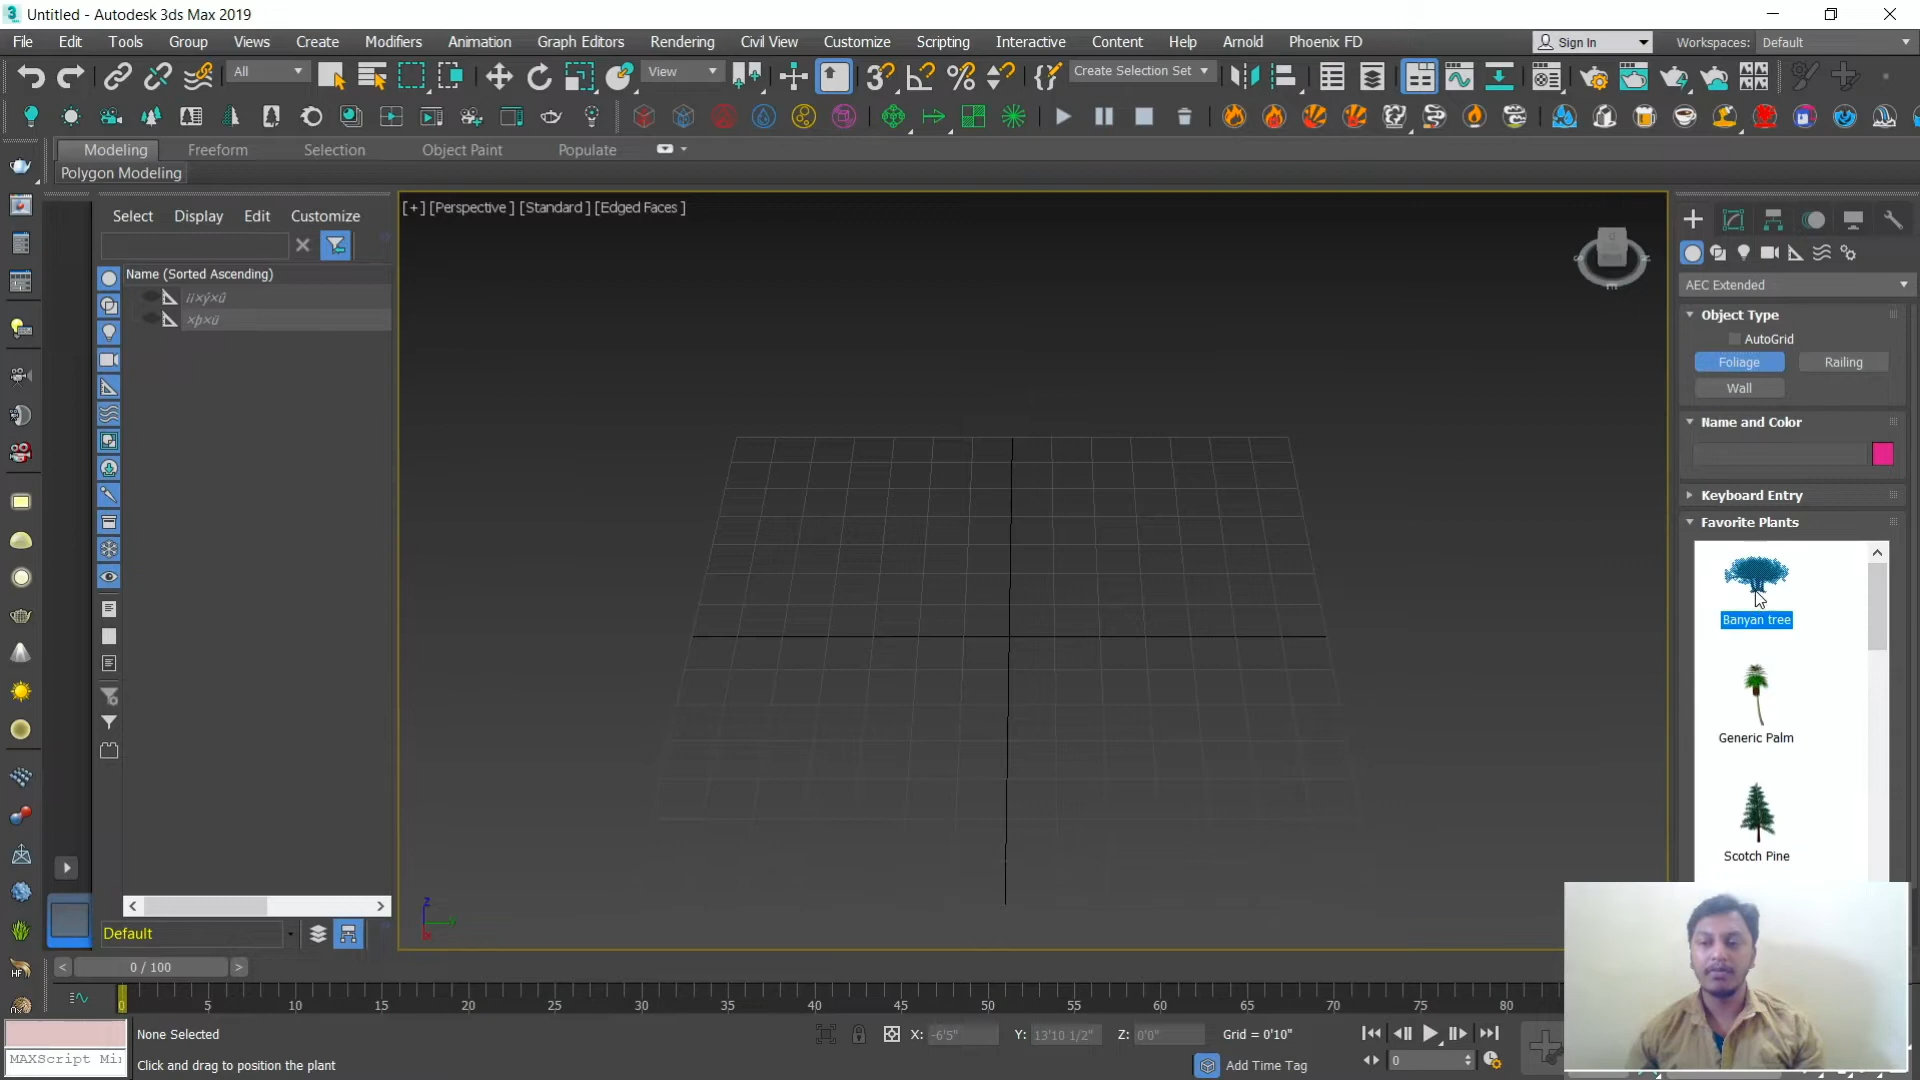 Untitled - Autodesk 3ds Max 2019
File Edit Tools Group Views Create Modifiers Animation Graph Editors Rendering Civil View Customize Scripting Interactive Content Help Arnold Phoenix FD Sign In Workspaces: Default
All View Create Selection Set
Modeling Freeform Selection Object Paint Populate
Polygon Modeling
Select Display Edit Customize
Name (Sorted Ascending)
[+] [Perspective ] [Standard ] [Edged Faces ]
AEC Extended
Object Type
AutoGrid
Foliage Railing
Wall
Name and Color
Keyboard Entry
Favorite Plants
Banyan tree
Generic Palm
Scotch Pine
Default
0 / 100
0 5 10 15 20 25 30 35 40 45 50 55 60 65 70 75 80
None Selected
X: -6'5" Y: 13'10 1/2" Z: 0'0" Grid = 0'10"
MAXScript Mi
Click and drag to position the plant
Add Time Tag
0